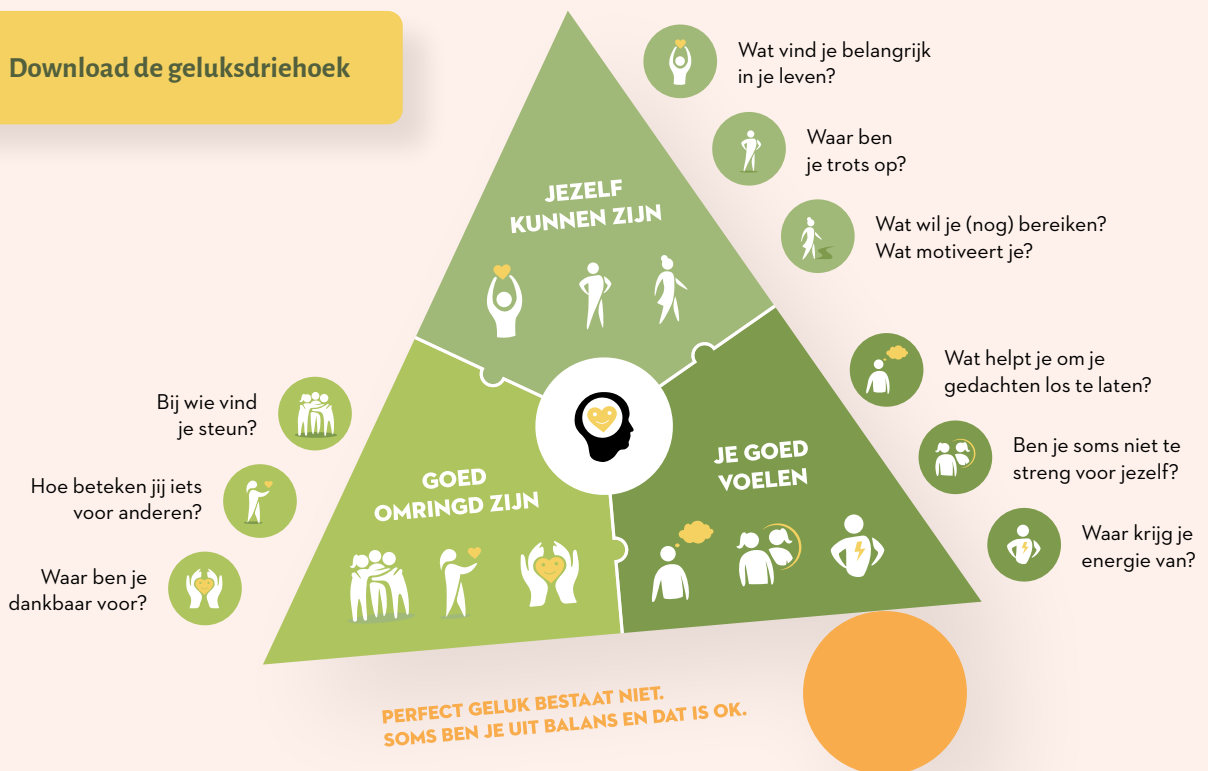 Download de geluksdriehoek
JEZELF
KUNNEN ZIJN
Wat vind je belangrijk
in je leven?
Waar ben
je trots op?
Wat wil je (nog) bereiken?
Wat motiveert je?
GOED
OMRINGD ZIJN
Bij wie vind
je steun?
Hoe beteken jij iets
voor anderen?
Waar ben je
dankbaar voor?
JE GOED
VOELEN
Wat helpt je om je
gedachten los te laten?
Ben je soms niet te
streng voor jezelf?
Waar krijg je
energie van?
PERFECT GELUK BESTAAT NIET.
SOMS BEN JE UIT BALANS EN DAT IS OK.